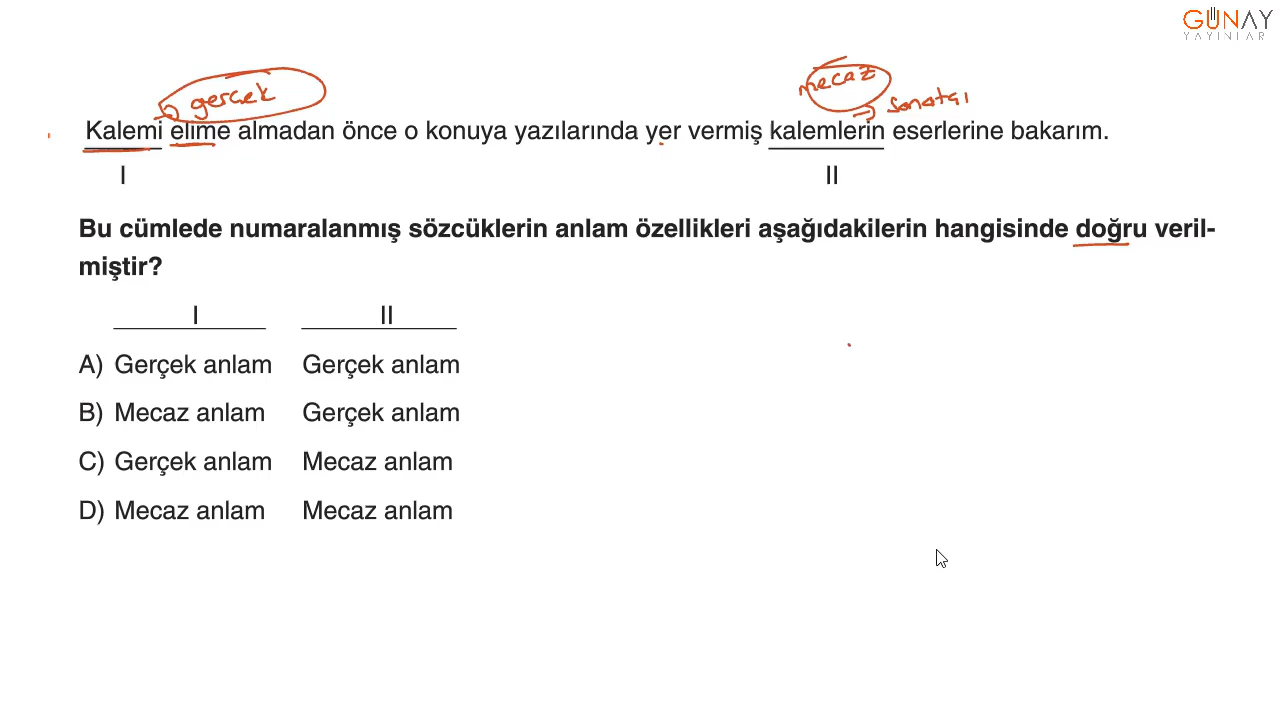 GÜNAY
YAYINLARI
gerçek
mecaz
sanatçı
Kalemi elime almadan önce o konuya yazılarında yer vermiş kalemlerin eserlerine bakarım.
I II
Bu cümlede numaralanmış sözcüklerin anlam özellikleri aşağıdakilerin hangisinde doğru veril-
miştir?
I II
A) Gerçek anlam Gerçek anlam
B) Mecaz anlam Gerçek anlam
C) Gerçek anlam Mecaz anlam
D) Mecaz anlam Mecaz anlam